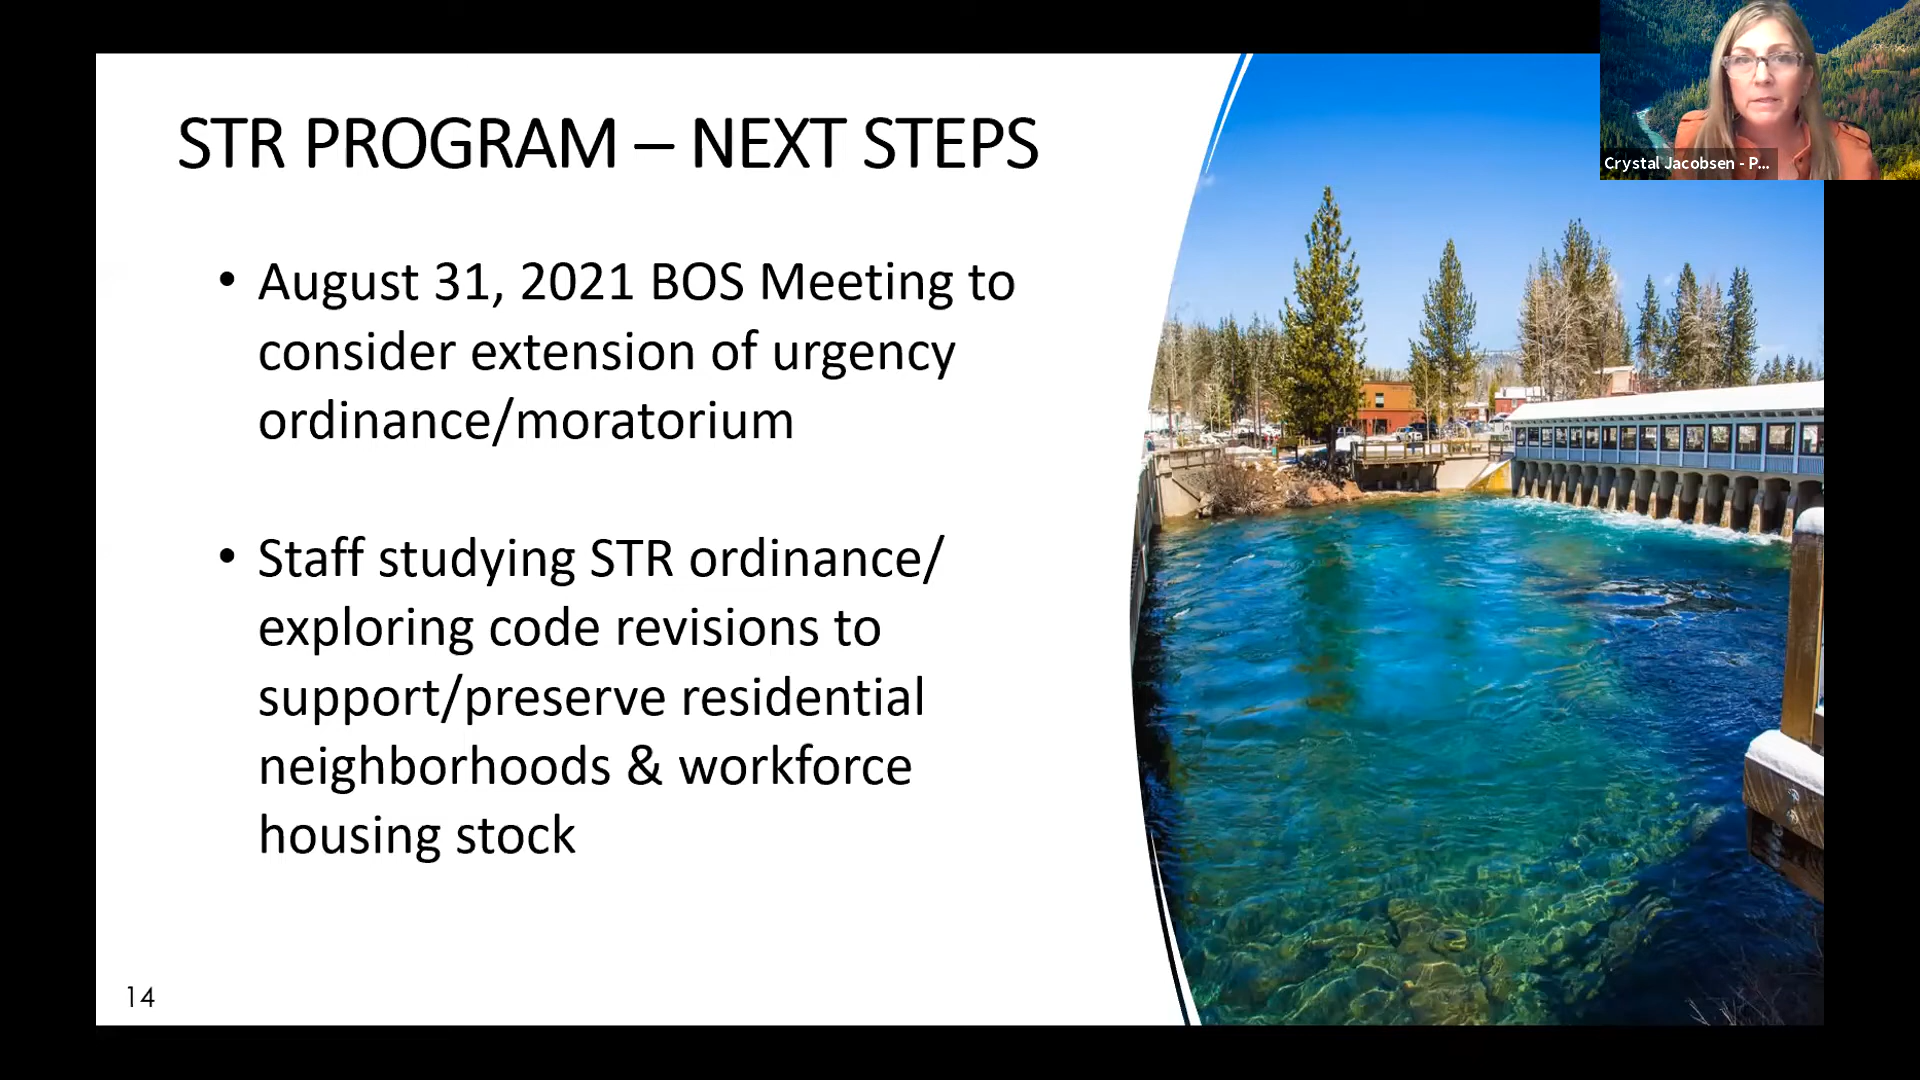 Crystal Jacobsen - P...
STR PROGRAM – NEXT STEPS
• August 31, 2021 BOS Meeting to
consider extension of urgency
ordinance/moratorium
• Staff studying STR ordinance/
exploring code revisions to
support/preserve residential
neighborhoods & workforce
housing stock
14